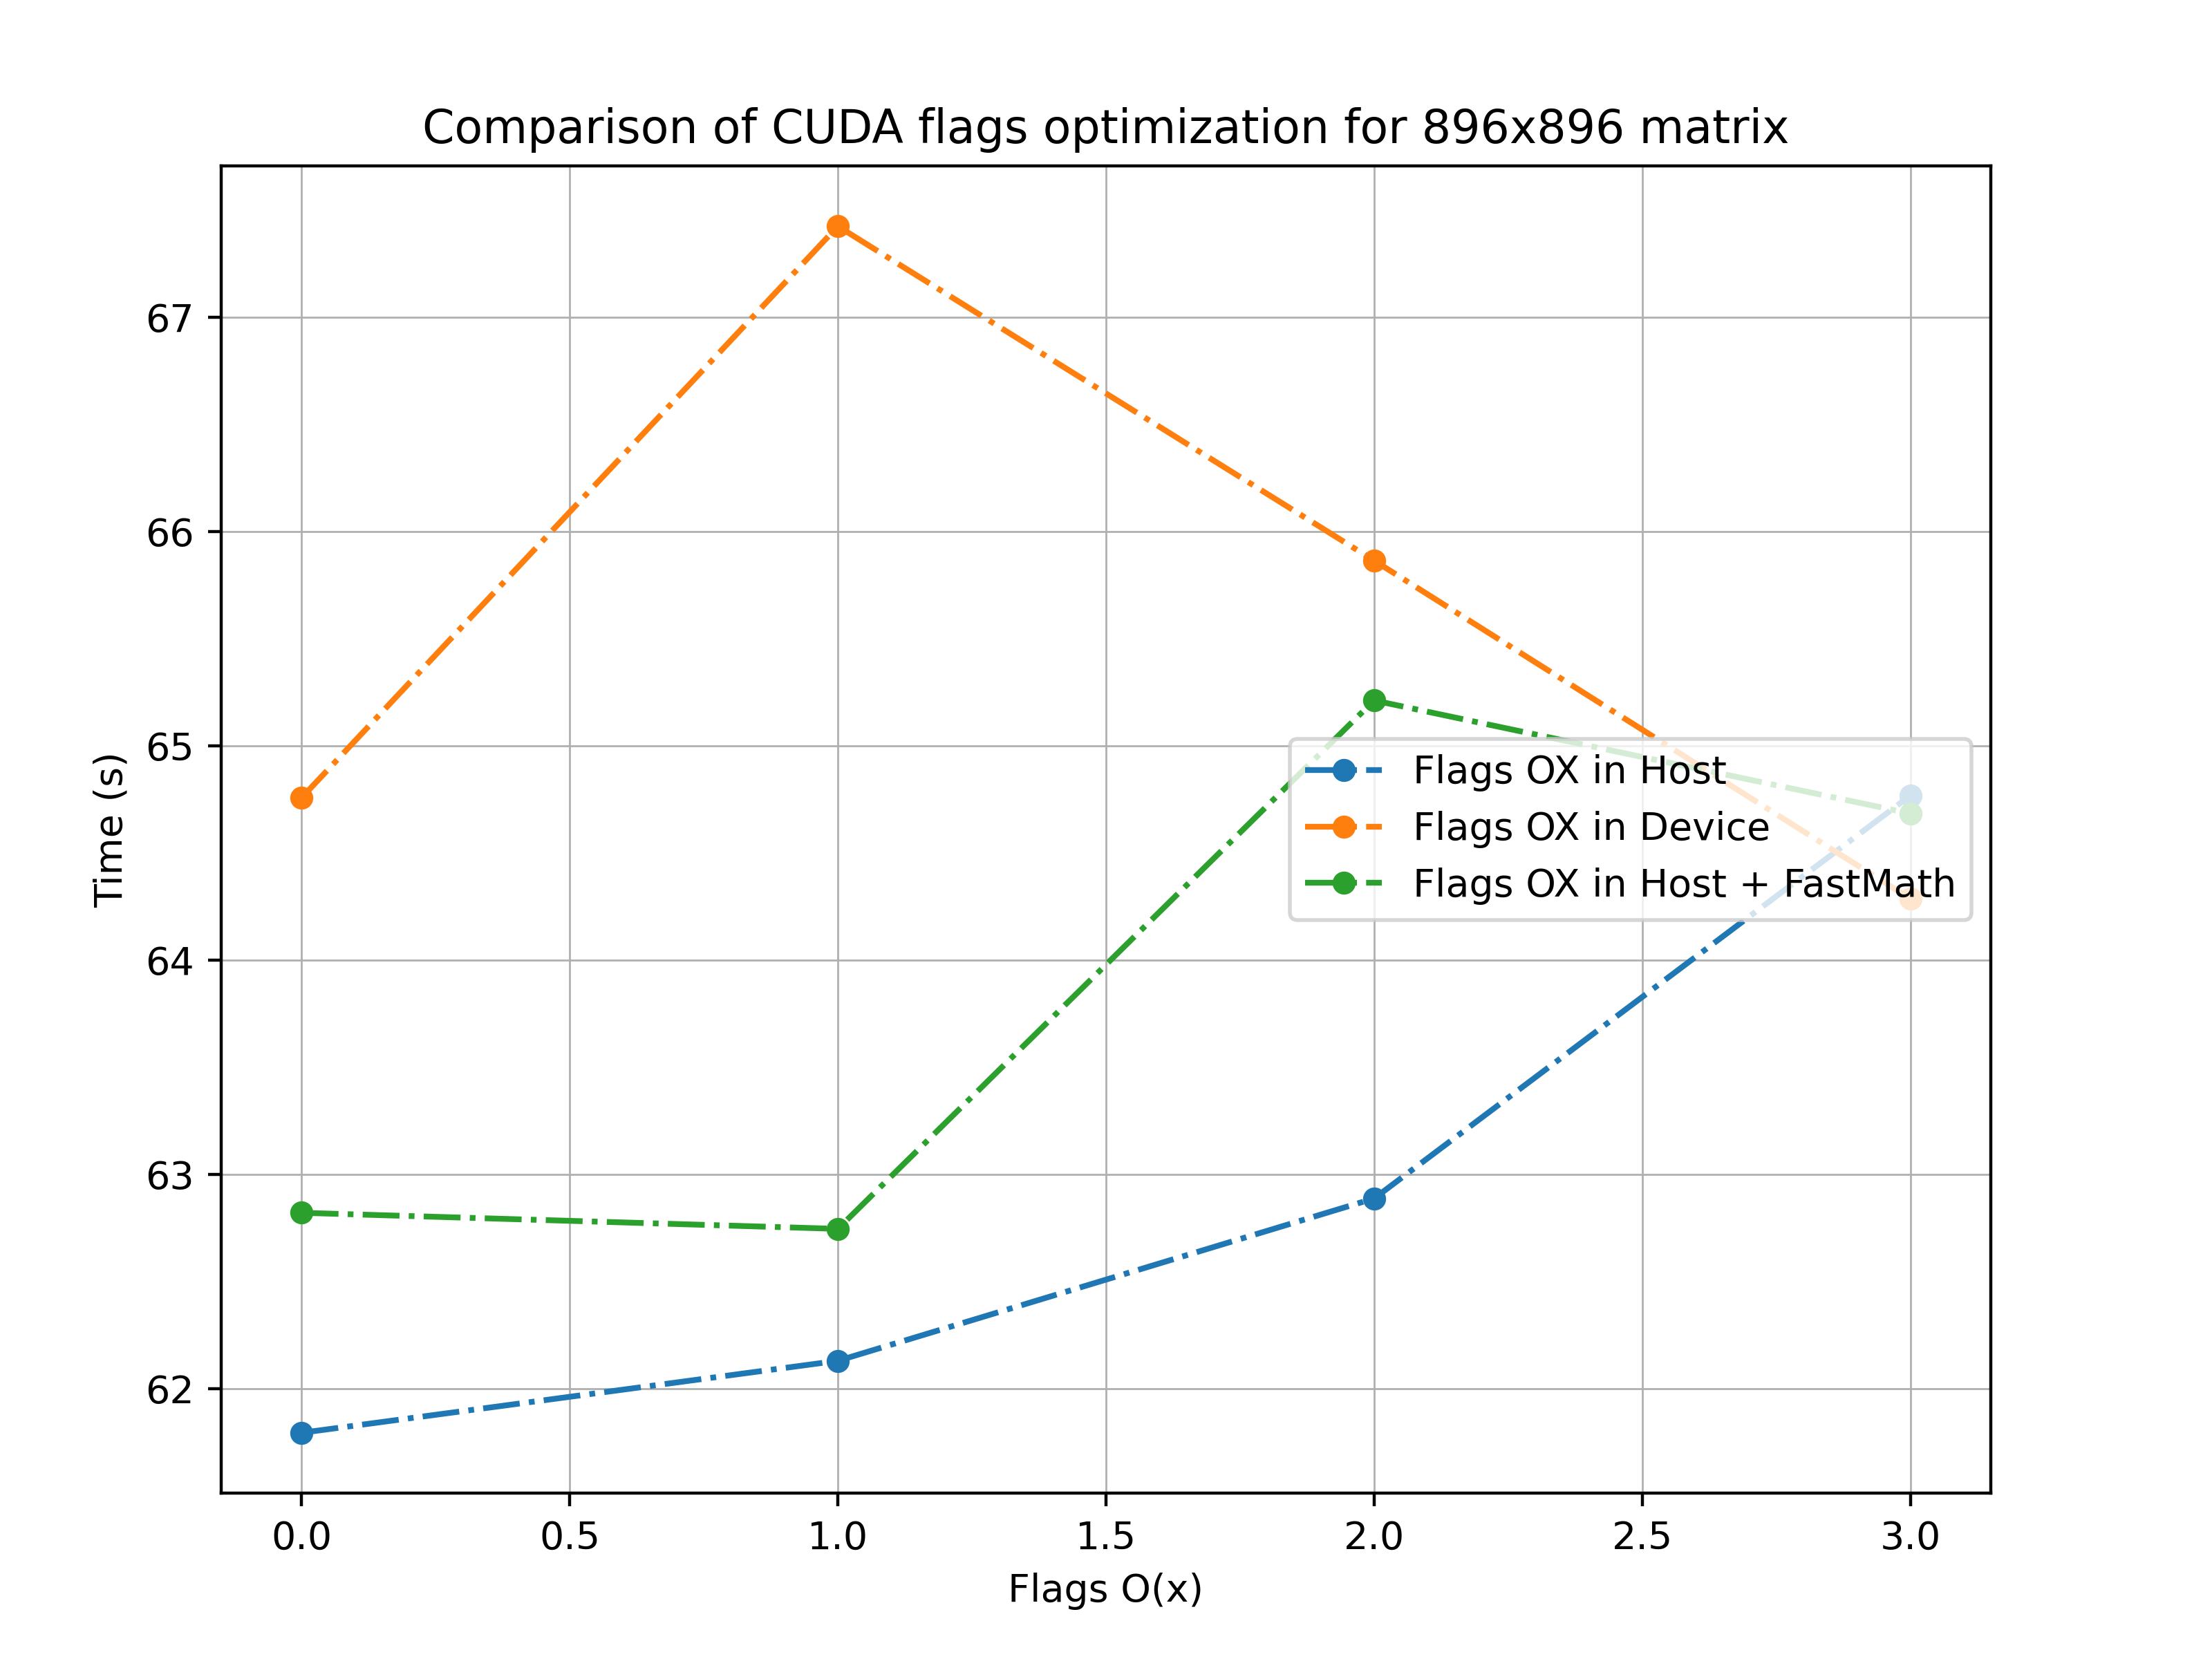 Comparison of CUDA flags optimization for 896x896 matrix
67
66
65
64
63
62
Time (s)
Flags OX in Host
Flags OX in Device
Flags OX in Host + FastMath
0.0 0.5 1.0 1.5 2.0 2.5 3.0
Flags O(x)